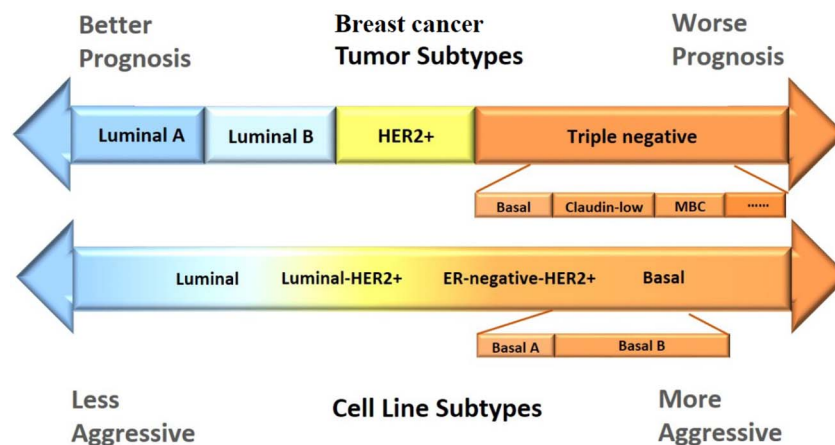 Better
Prognosis
Breast cancer
Tumor Subtypes
Worse
Prognosis
Luminal A
Luminal B
HER2+
Triple negative
Basal
Claudin-low
MBC
......
Luminal
Luminal-HER2+
ER-negative-HER2+
Basal
Basal A
Basal B
Less
Aggressive
Cell Line Subtypes
More
Aggressive